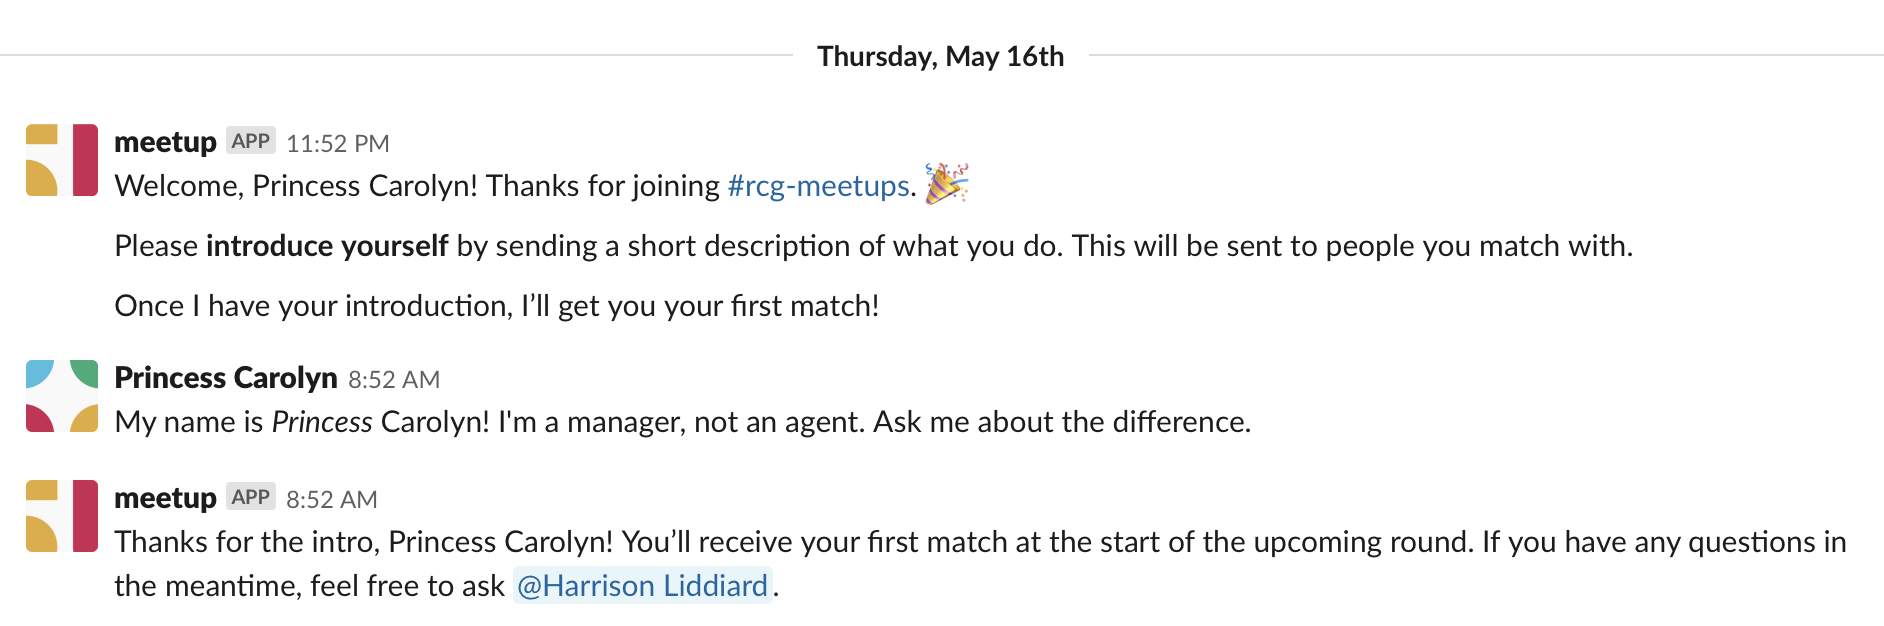 Thursday, May 16th
meetup APP 11:52 PM
Welcome, Princess Carolyn! Thanks for joining #rcg-meetups. 🎉
Please introduce yourself by sending a short description of what you do. This will be sent to people you match with.
Once I have your introduction, I’ll get you your first match!
Princess Carolyn 8:52 AM
My name is Princess Carolyn! I'm a manager, not an agent. Ask me about the difference.
meetup APP 8:52 AM
Thanks for the intro, Princess Carolyn! You’ll receive your first match at the start of the upcoming round. If you have any questions in
the meantime, feel free to ask @Harrison Liddiard.